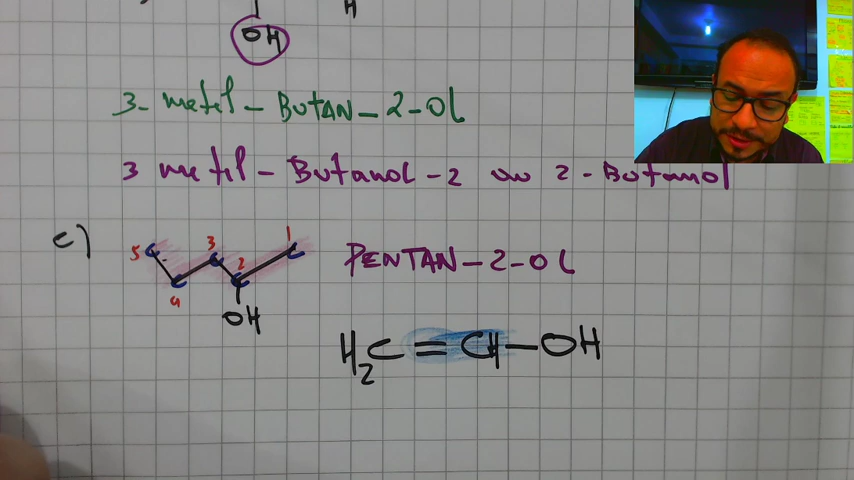 OH
H
3-metil-BUTAN-2-OL
3 metil-Butanol-2 ou 2-Butanol
c)
5 4 3 2 1
C C C C C
PENTAN-2-OL
OH
H2C=CH-OH